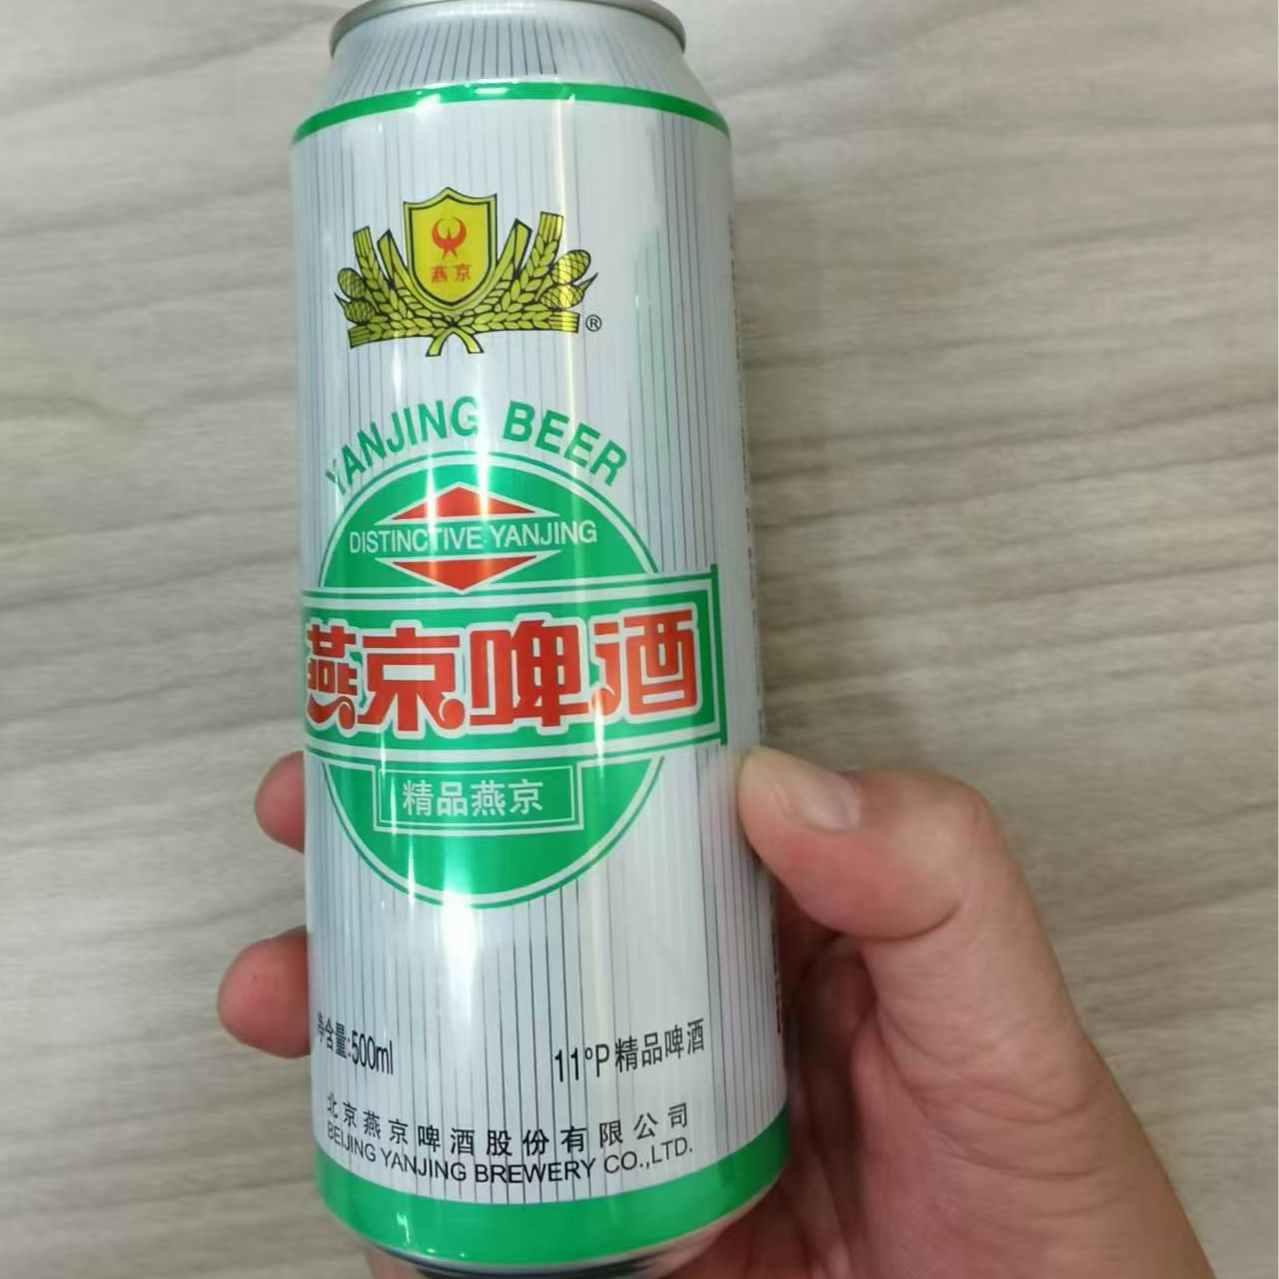 燕京
®
YANJING BEER
DISTINCTIVE YANJING
燕京啤酒
精品燕京
净含量:500ml
11°P精品啤酒
北京燕京啤酒股份有限公司
BEIJING YANJING BREWERY CO.,LTD.